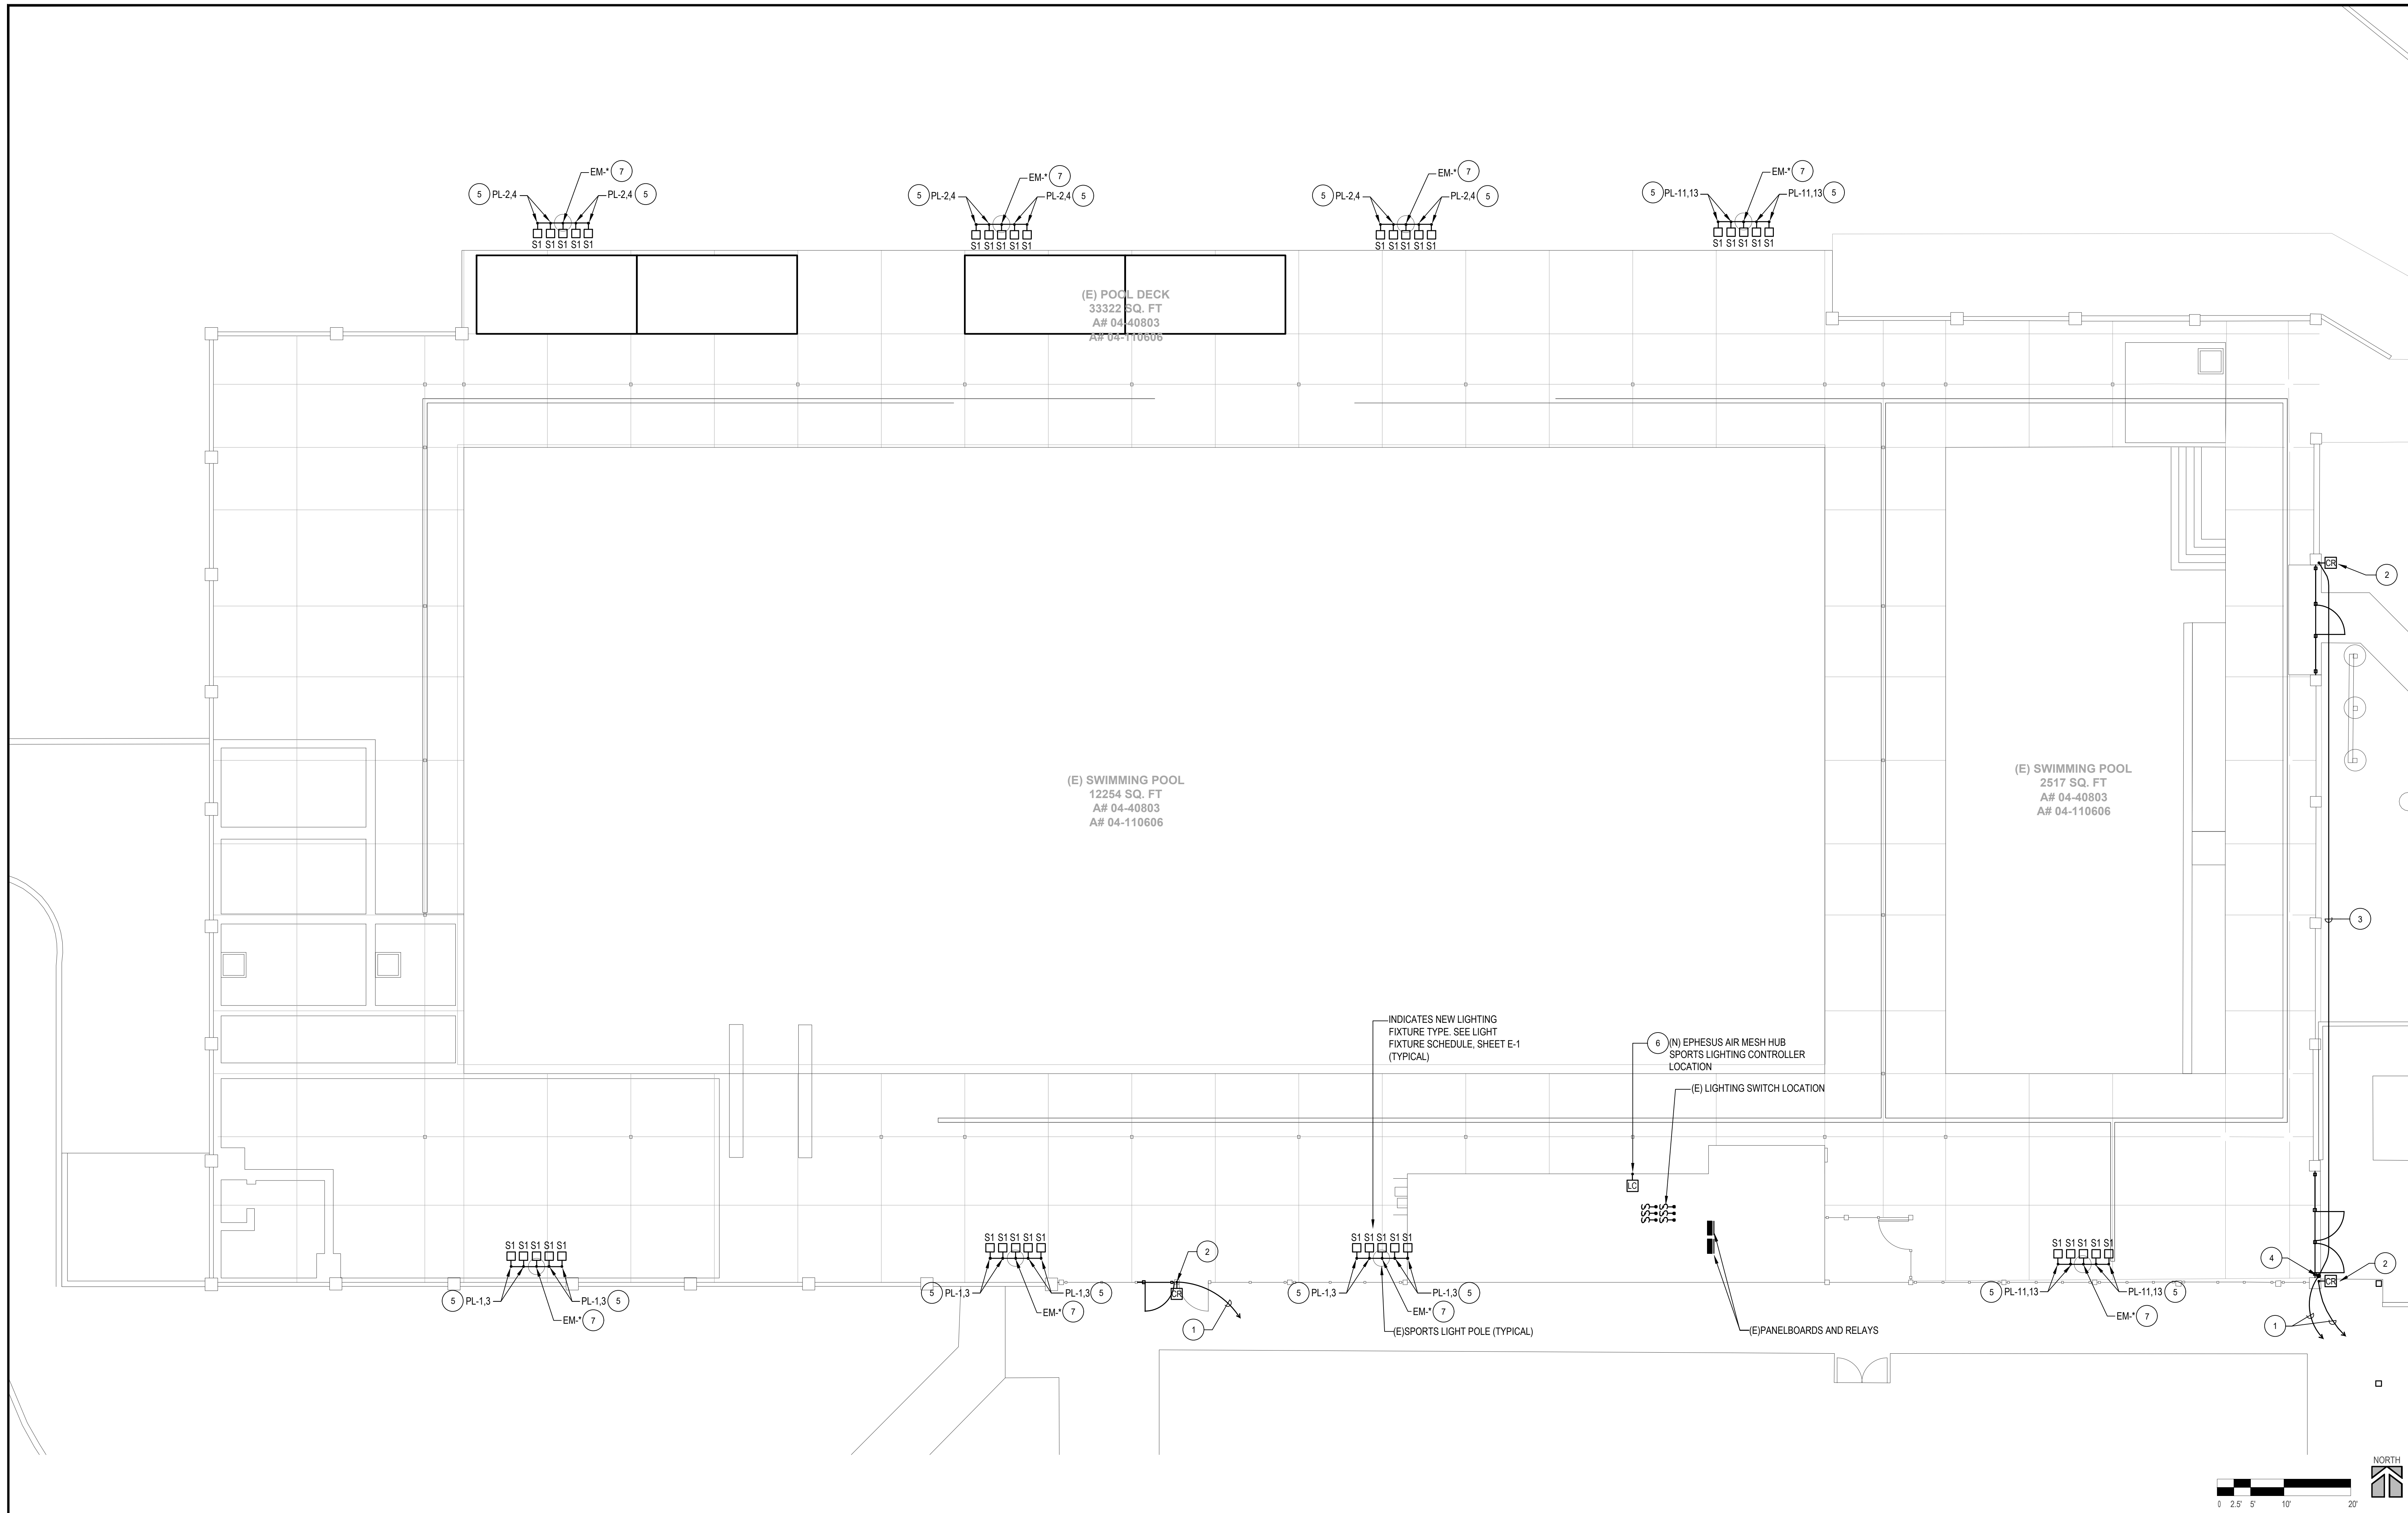 EM-* 7
5 PL-2,4
PL-2,4 5
S1 S1 S1 S1 S1
EM-* 7
5 PL-2,4
PL-2,4 5
S1 S1 S1 S1 S1
EM-* 7
5 PL-2,4
PL-2,4 5
S1 S1 S1 S1 S1
EM-* 7
5 PL-11,13
PL-11,13 5
S1 S1 S1 S1 S1
(E) POOL DECK
33322 SQ. FT
A# 04-40803
A# 04-110606
CR
2
(E) SWIMMING POOL
12254 SQ. FT
A# 04-40803
A# 04-110606
(E) SWIMMING POOL
2517 SQ. FT
A# 04-40803
A# 04-110606
3
INDICATES NEW LIGHTING
FIXTURE TYPE. SEE LIGHT
FIXTURE SCHEDULE, SHEET E-1
(TYPICAL)
6 (N) EPHESUS AIR MESH HUB
SPORTS LIGHTING CONTROLLER
LOCATION
(E) LIGHTING SWITCH LOCATION
LC
S S
S S
S S
S1 S1 S1 S1 S1
5 PL-1,3
PL-1,3 5
EM-* 7
S1 S1 S1 S1 S1
5 PL-1,3
PL-1,3 5
EM-* 7
2
CR
1
S1 S1 S1 S1 S1
5 PL-1,3
PL-1,3 5
EM-* 7
(E)SPORTS LIGHT POLE (TYPICAL)
(E)PANELBOARDS AND RELAYS
S1 S1 S1 S1 S1
5 PL-11,13
PL-11,13 5
EM-* 7
4
CR
2
1
NORTH
0 2.5' 5' 10' 20'